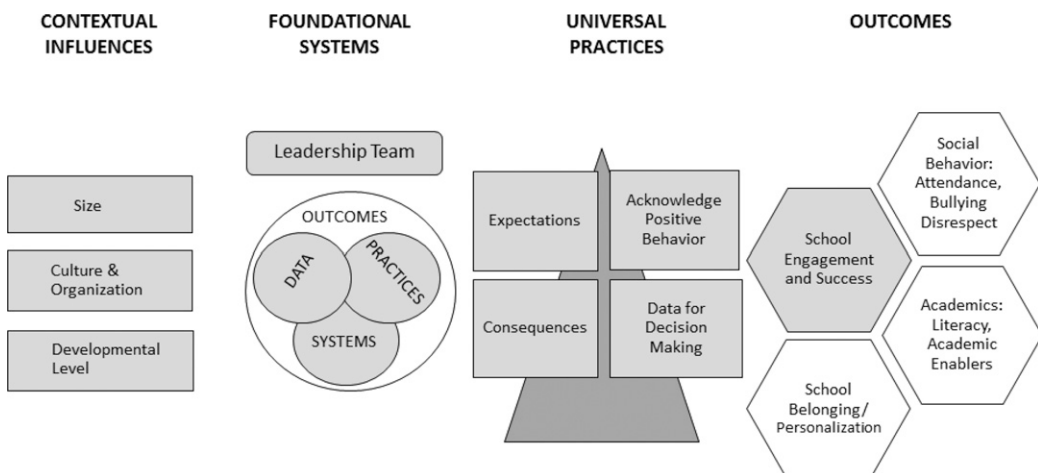 CONTEXTUAL
INFLUENCES
FOUNDATIONAL
SYSTEMS
UNIVERSAL
PRACTICES
OUTCOMES
Size
Culture &
Organization
Developmental
Level
Leadership Team
OUTCOMES
DATA
PRACTICES
SYSTEMS
Expectations
Acknowledge
Positive
Behavior
Consequences
Data for
Decision
Making
Social
Behavior:
Attendance,
Bullying
Disrespect
School
Engagement
and Success
Academics:
Literacy,
Academic
Enablers
School
Belonging/
Personalization